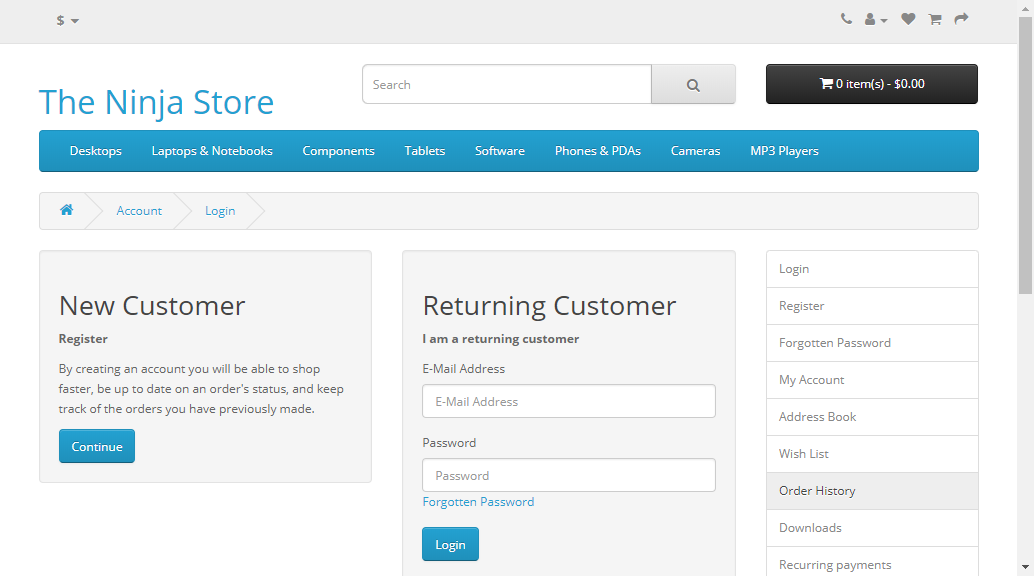 $
The Ninja Store
Search
0 item(s) - $0.00
Desktops
Laptops & Notebooks
Components
Tablets
Software
Phones & PDAs
Cameras
MP3 Players
Account
Login
New Customer
Register
By creating an account you will be able to shop
faster, be up to date on an order's status, and keep
track of the orders you have previously made.
Continue
Returning Customer
I am a returning customer
E-Mail Address
E-Mail Address
Password
Password
Forgotten Password
Login
Login
Register
Forgotten Password
My Account
Address Book
Wish List
Order History
Downloads
Recurring payments